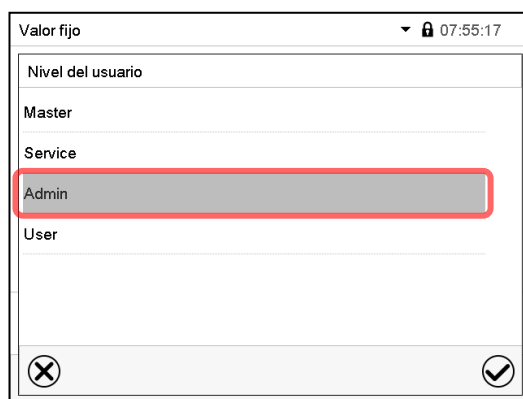 Valor fijo 07:55:17
Nivel del usuario
Master
Service
Admin
User